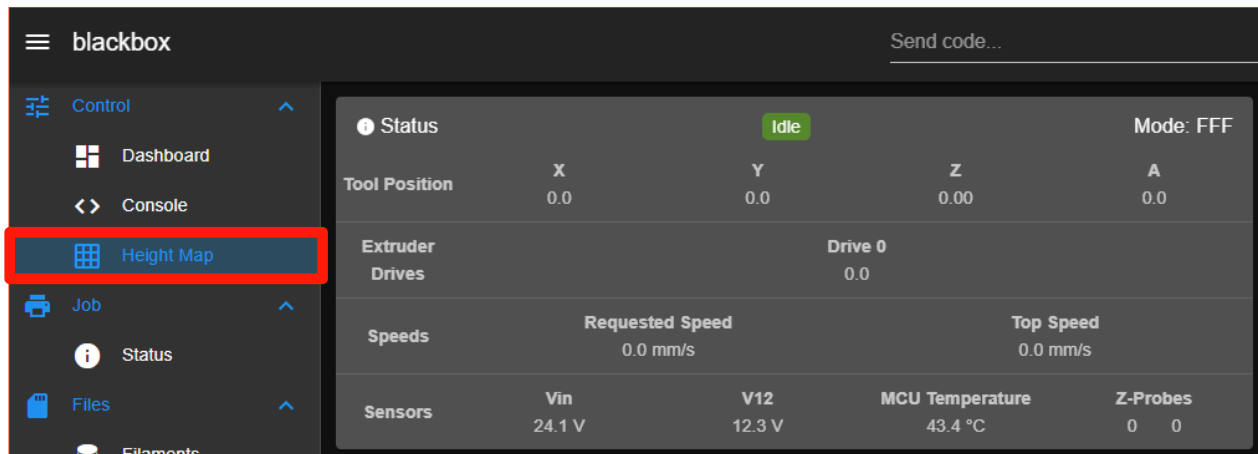 blackbox
Send code...
Control
Dashboard
Console
Height Map
Job
Status
Files
Filaments
Status Idle Mode: FFF
X Y Z A
Tool Position
0.0 0.0 0.00 0.0
Extruder Drive 0
Drives 0.0
Requested Speed Top Speed
Speeds
0.0 mm/s 0.0 mm/s
Vin V12 MCU Temperature Z-Probes
Sensors
24.1 V 12.3 V 43.4 °C 0 0